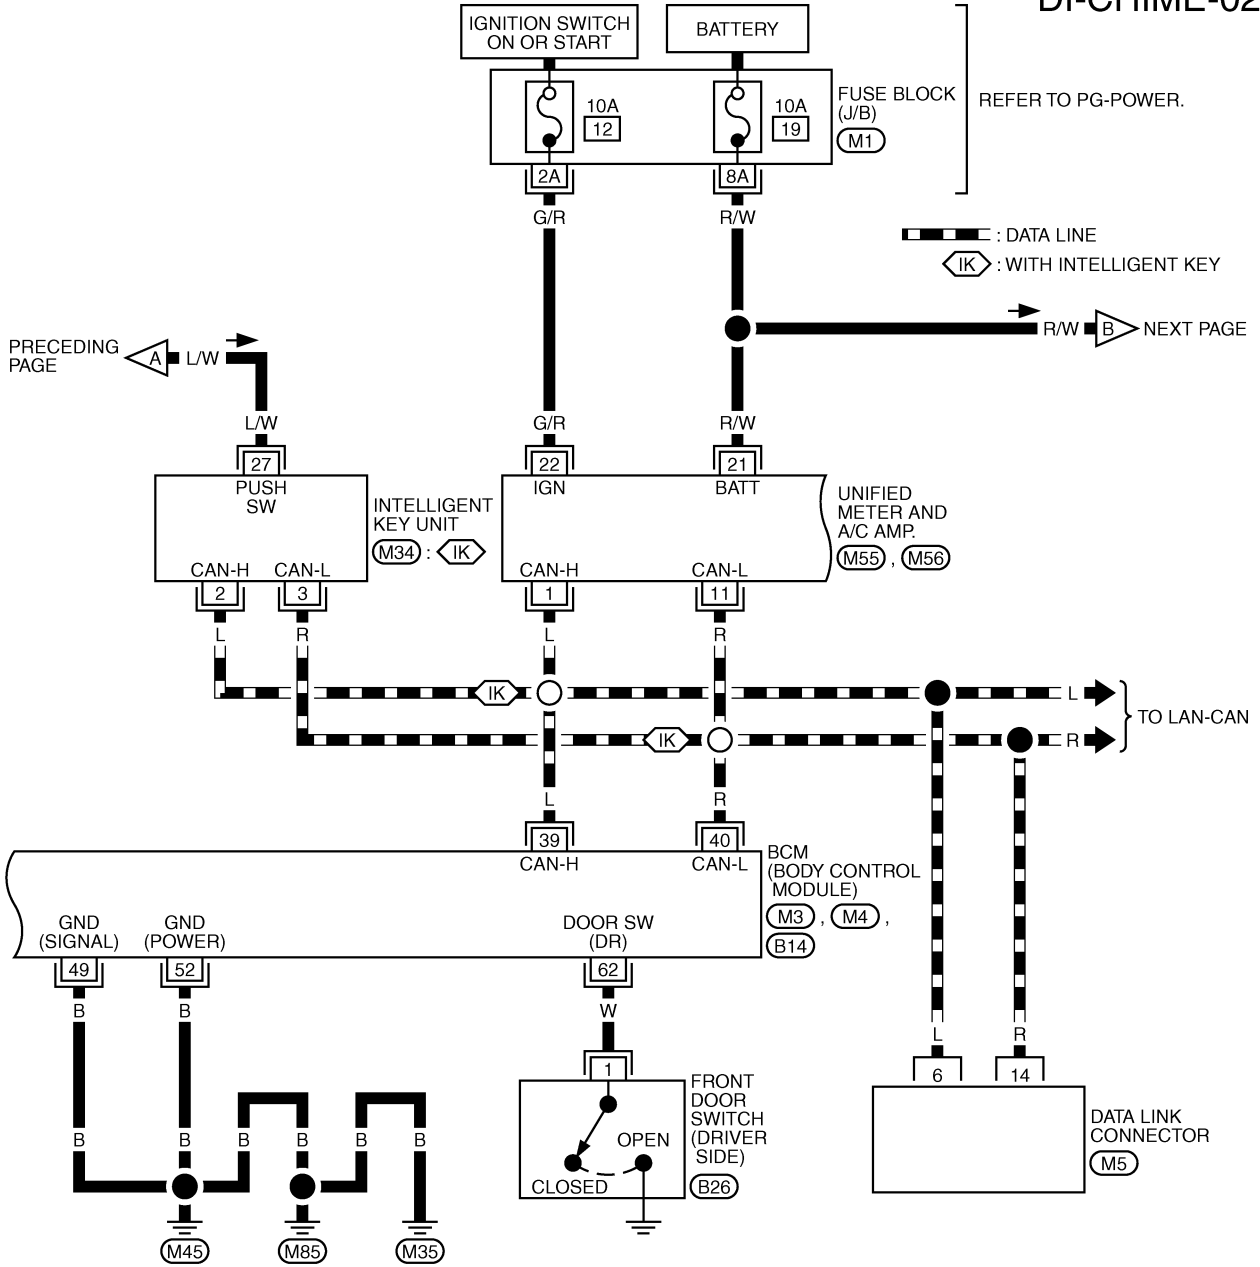 DI-CHIME-02
IGNITION SWITCH
ON OR START
BATTERY
10A
12
10A
19
FUSE BLOCK
(J/B)
M1
REFER TO PG-POWER.
2A
8A
G/R
R/W
: DATA LINE
IK : WITH INTELLIGENT KEY
PRECEDING
PAGE
A
L/W
R/W
B
NEXT PAGE
L/W
G/R
R/W
27
22
21
PUSH
SW
IGN
BATT
INTELLIGENT
KEY UNIT
M34 : IK
UNIFIED
METER AND
A/C AMP.
M55 , M56
CAN-H
CAN-L
CAN-H
CAN-L
2
3
1
11
L
R
L
R
IK
L
IK
R
TO LAN-CAN
L
R
39
40
CAN-H
CAN-L
BCM
(BODY CONTROL
MODULE)
M3 , M4 ,
B14
GND
(SIGNAL)
GND
(POWER)
DOOR SW
(DR)
49
52
62
B
B
W
L
R
1
6
14
FRONT
DOOR
SWITCH
(DRIVER
SIDE)
B26
OPEN
CLOSED
DATA LINK
CONNECTOR
M5
B
B
B
B
B
B
M45
M85
M35